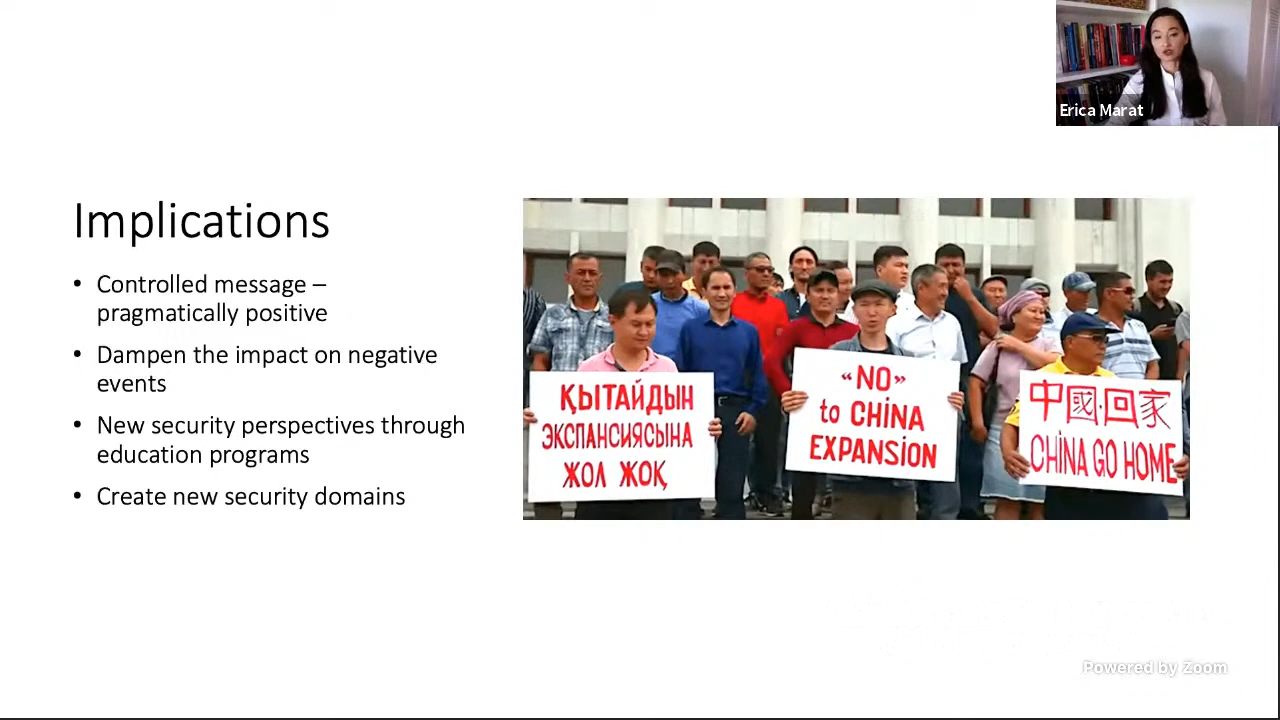 Erica Marat
Implications
• Controlled message –
pragmatically positive
• Dampen the impact on negative
events
• New security perspectives through
education programs
• Create new security domains
ҚЫТАЙДЫН
ЭКСПАНСИЯСЫНА
ЖОЛ ЖОҚ
«NO»
to CHiNA
EXPANSiON
中國·回家
CHiNA GO HOME
Powered by Zoom